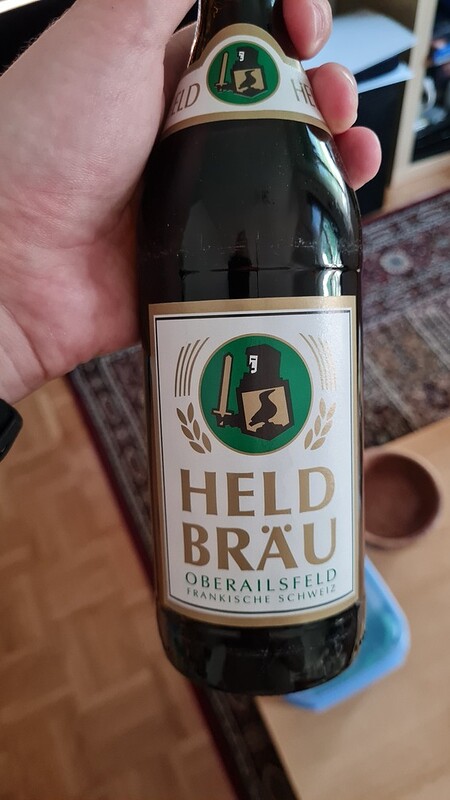 HELD
BRÄU
OBERAILSFELD
FRÄNKISCHE SCHWEIZ